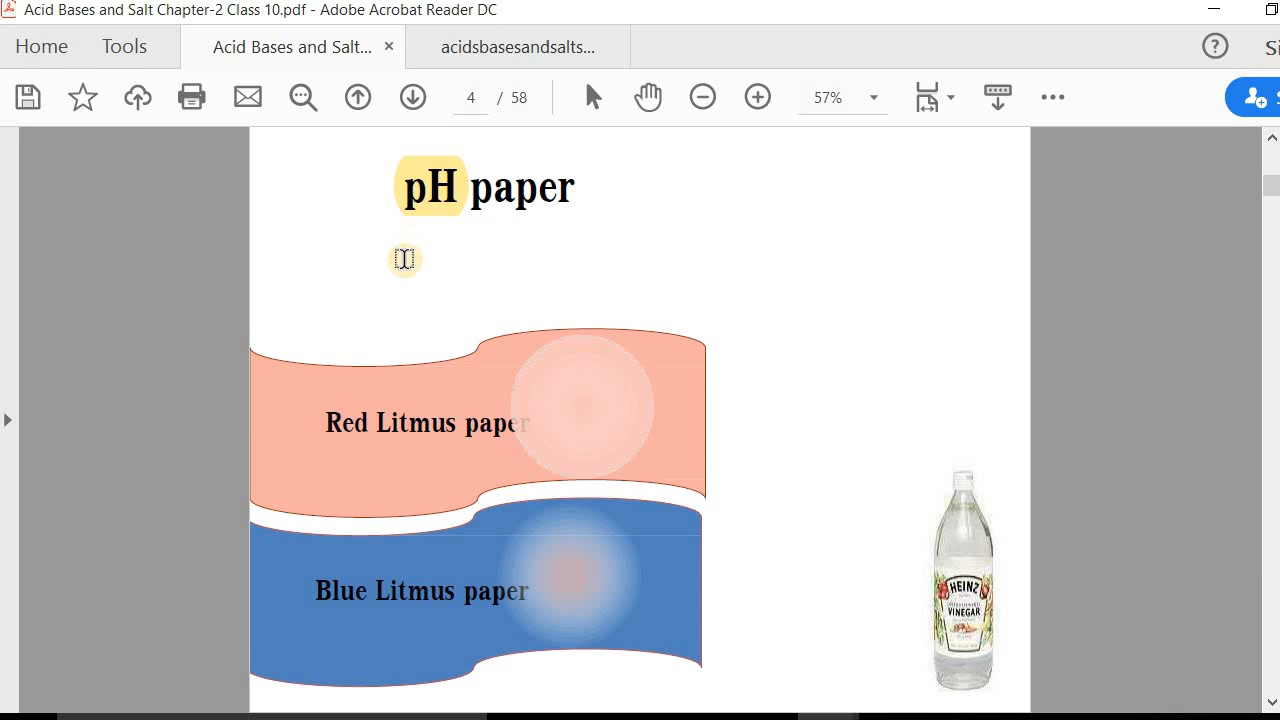 Acid Bases and Salt Chapter-2 Class 10.pdf - Adobe Acrobat Reader DC
Home Tools Acid Bases and Salt... × acidsbasesandsalts... ? Si
4 / 58 57%
pH paper
Red Litmus paper
Blue Litmus paper
HEINZ
VINEGAR